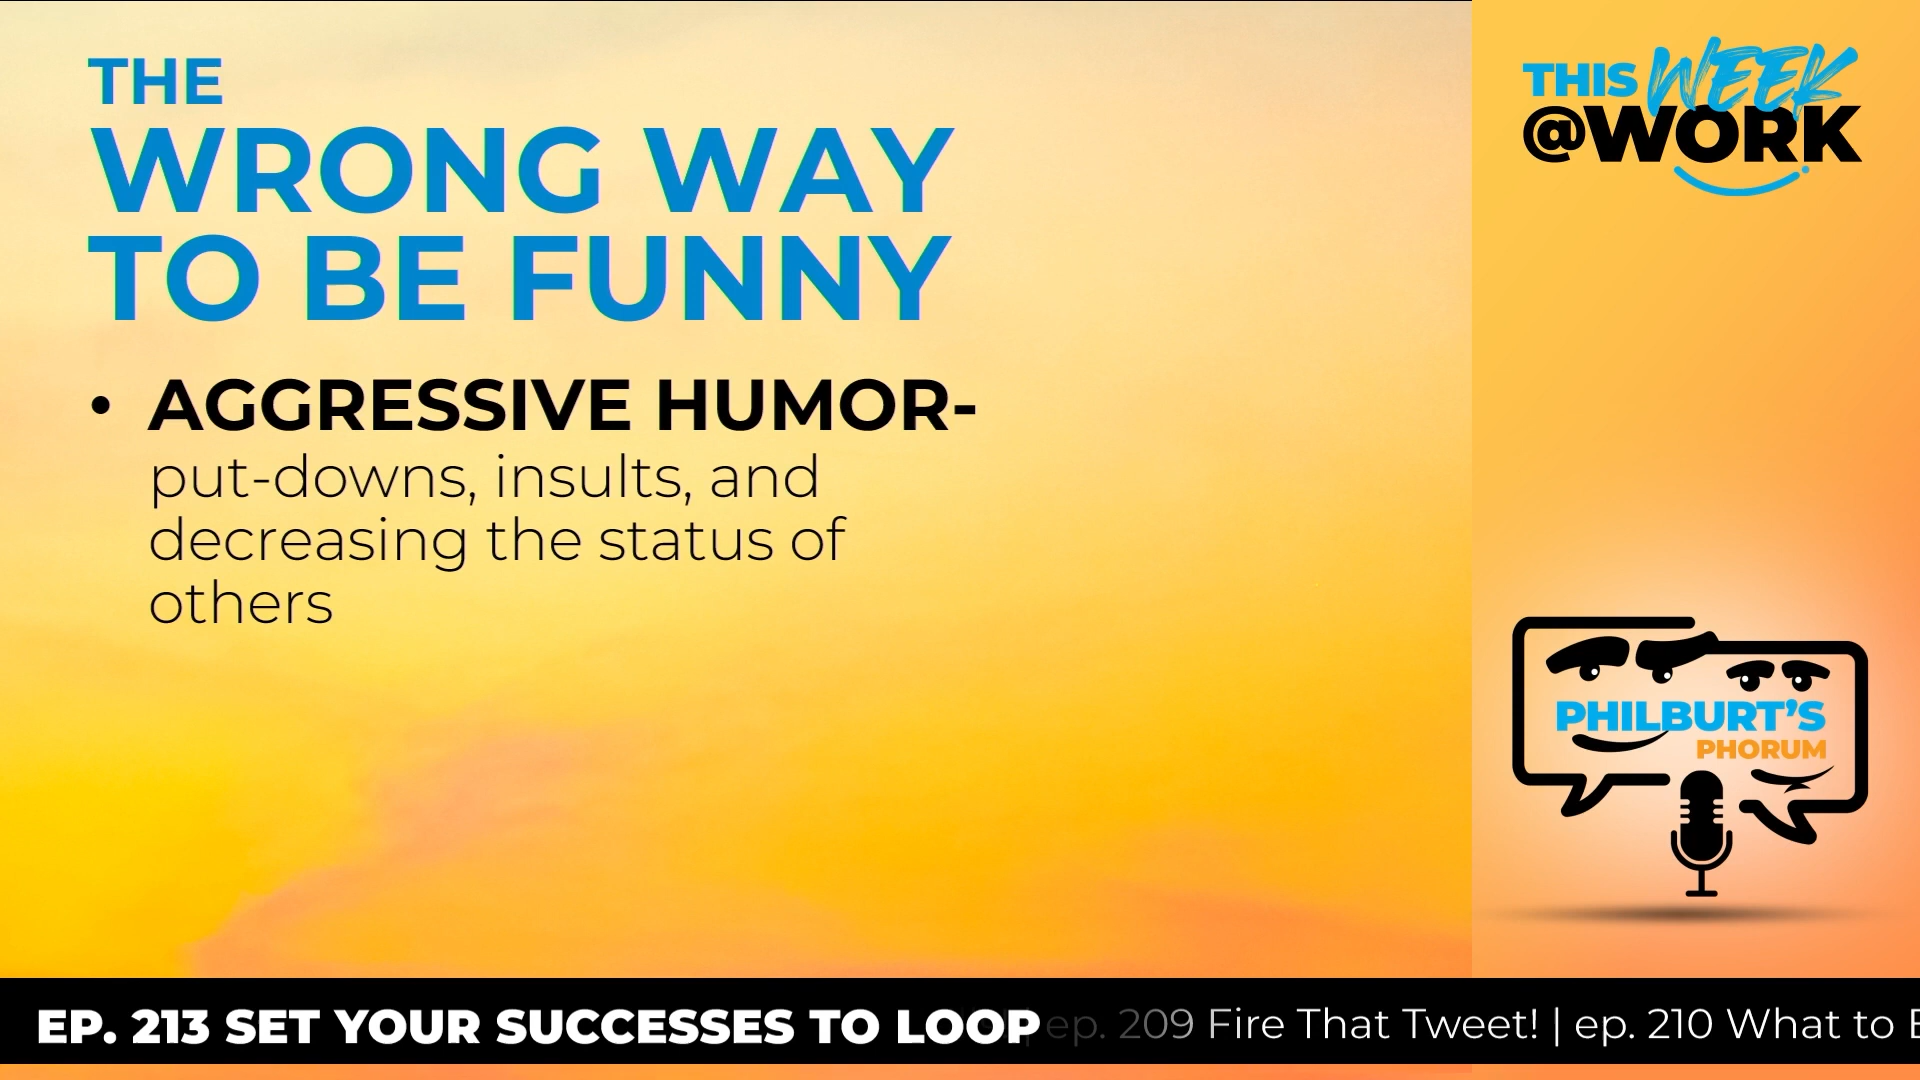 THE
WRONG WAY
TO BE FUNNY
• AGGRESSIVE HUMOR-
put-downs, insults, and
decreasing the status of
others
THIS WEEK
@WORK
PHILBURT'S
PHORUM
EP. 213 SET YOUR SUCCESSES TO LOOP ep. 209 Fire That Tweet! | ep. 210 What to